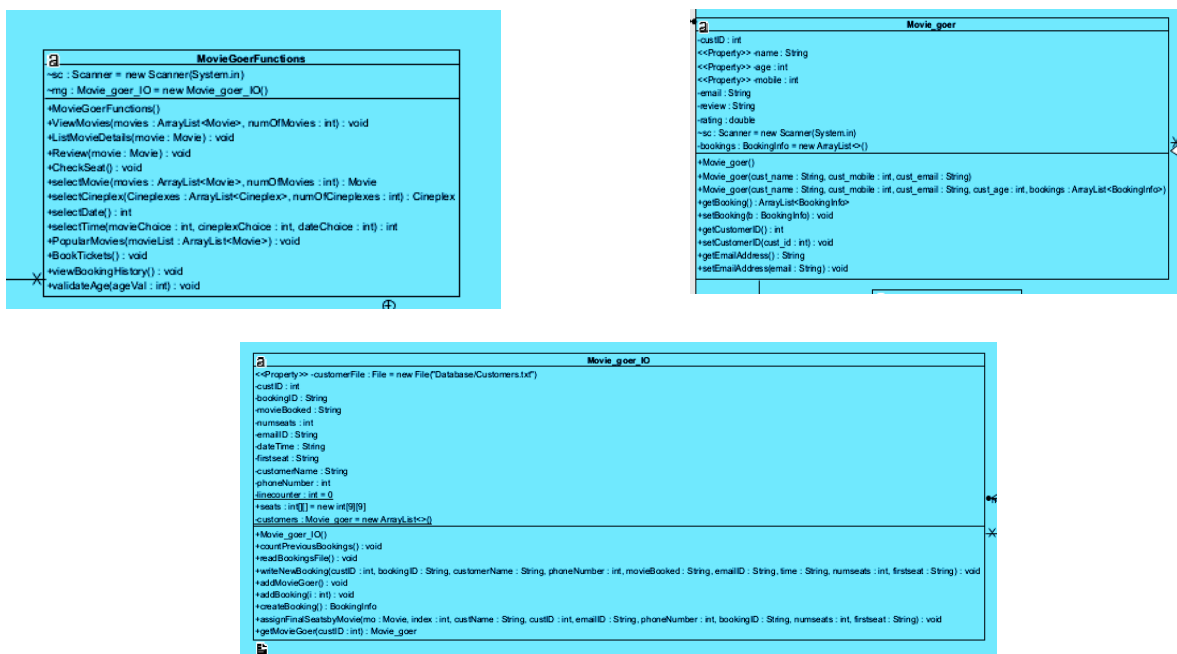 a
MovieGoerFunctions
~sc : Scanner = new Scanner(System.in)
~mg : Movie_goer_IO = new Movie_goer_IO()
+MovieGoerFunctions()
+ViewMovies(movies : ArrayList<Movie>, numOfMovies : int) : void
+ListMovieDetails(movie : Movie) : void
+Review(movie : Movie) : void
+CheckSeat() : void
+selectMovie(movies : ArrayList<Movie>, numOfMovies : int) : Movie
+selectCineplex(Cineplexes : ArrayList<Cineplex>, numOfCineplexes : int) : Cineplex
+selectDate() : int
+selectTime(movieChoice : int, cineplexChoice : int, dateChoice : int) : int
+PopularMovies(movieList : ArrayList<Movie>) : void
+BookTickets() : void
+viewBookingHistory() : void
+validateAge(ageVal : int) : void
a
Movie_goer
-custID : int
<<Property>> -name : String
<<Property>> -age : int
<<Property>> -mobile : int
-email : String
-review : String
-rating : double
~sc : Scanner = new Scanner(System.in)
-bookings : BookingInfo = new ArrayList<>()
+Movie_goer()
+Movie_goer(cust_name : String, cust_mobile : int, cust_email : String)
+Movie_goer(cust_name : String, cust_mobile : int, cust_email : String, cust_age : int, bookings : ArrayList<BookingInfo>)
+getBooking() : ArrayList<BookingInfo>
+setBooking(b : BookingInfo) : void
+getCustomerID() : int
+setCustomerID(cust_id : int) : void
+getEmailAddress() : String
+setEmailAddress(email : String) : void
a
Movie_goer_IO
<<Property>> -customerFile : File = new File("Database/Customers.txt")
-custID : int
-bookingID : String
-movieBooked : String
-numseats : int
-emailID : String
-dateTime : String
-firstseat : String
-customerName : String
-phoneNumber : int
-linecounter : int = 0
+seats : int[][] = new int[9][9]
-customers : Movie_goer = new ArrayList<>()
+Movie_goer_IO()
+countPreviousBookings() : void
+readBookingsFile() : void
+writeNewBooking(custID : int, bookingID : String, customerName : String, phoneNumber : int, movieBooked : String, emailID : String, time : String, numseats : int, firstseat : String) : void
+addMovieGoer() : void
+addBooking(i : int) : void
+createBooking() : BookingInfo
+assignFinalSeatsbyMovie(mo : Movie, index : int, custName : String, custID : int, emailID : String, phoneNumber : int, bookingID : String, numseats : int, firstseat : String) : void
+getMovieGoer(custID : int) : Movie_goer